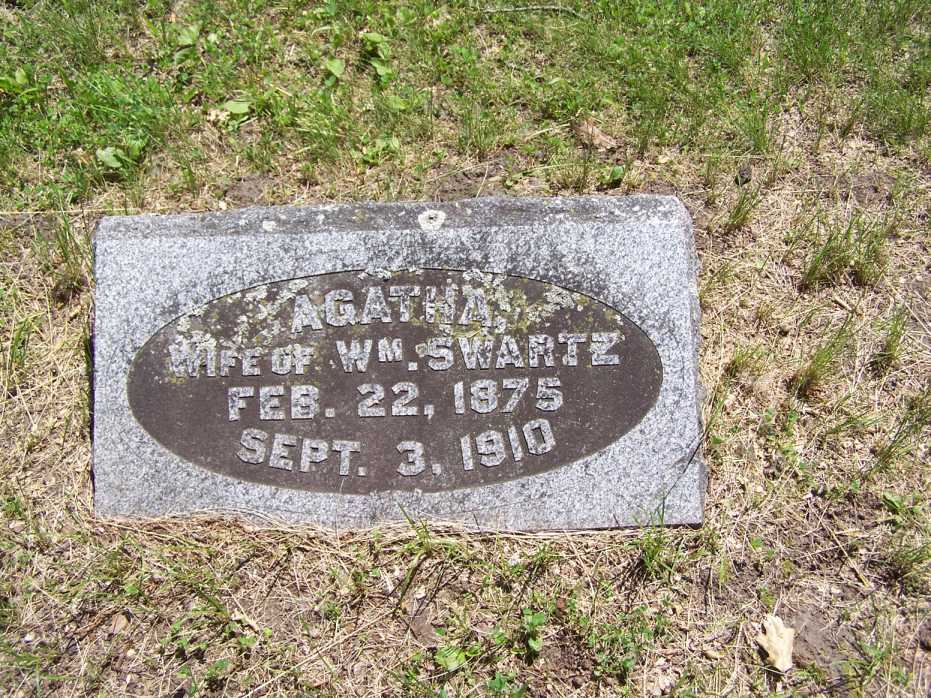 AGATHA,
WIFE OF WM. SWARTZ
FEB. 22, 1875
SEPT. 3, 1910